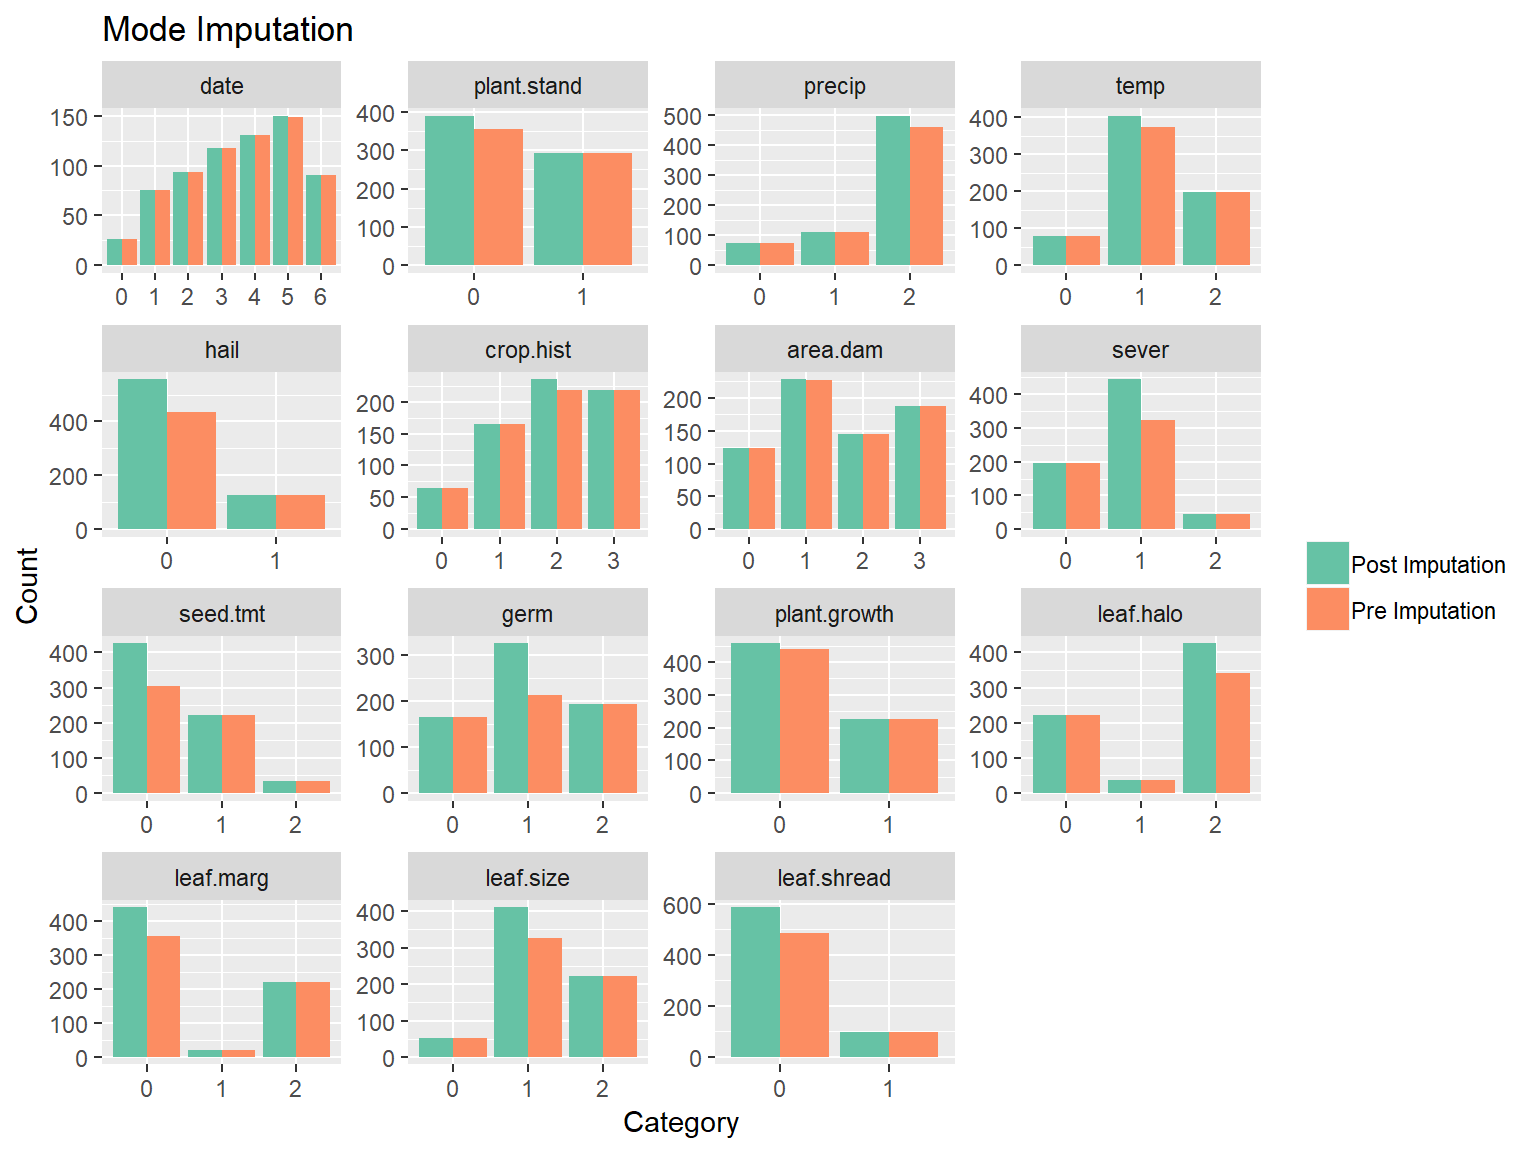 Mode Imputation
date plant.stand precip temp
150 100 50 0
400 300 200 100 0
500 400 300 200 100 0
400 300 200 100 0
0 1 2 3 4 5 6
0 1
0 1 2
0 1 2
hail crop.hist area.dam sever
400 200 0
200 150 100 50 0
200 150 100 50 0
400 300 200 100 0
0 1
0 1 2 3
0 1 2 3
0 1 2
Count
Post Imputation
Pre Imputation
seed.tmt germ plant.growth leaf.halo
400 300 200 100 0
300 200 100 0
400 300 200 100 0
400 300 200 100 0
0 1 2
0 1 2
0 1
0 1 2
leaf.marg leaf.size leaf.shread
400 300 200 100 0
400 300 200 100 0
600 400 200 0
0 1 2
0 1 2
0 1
Category